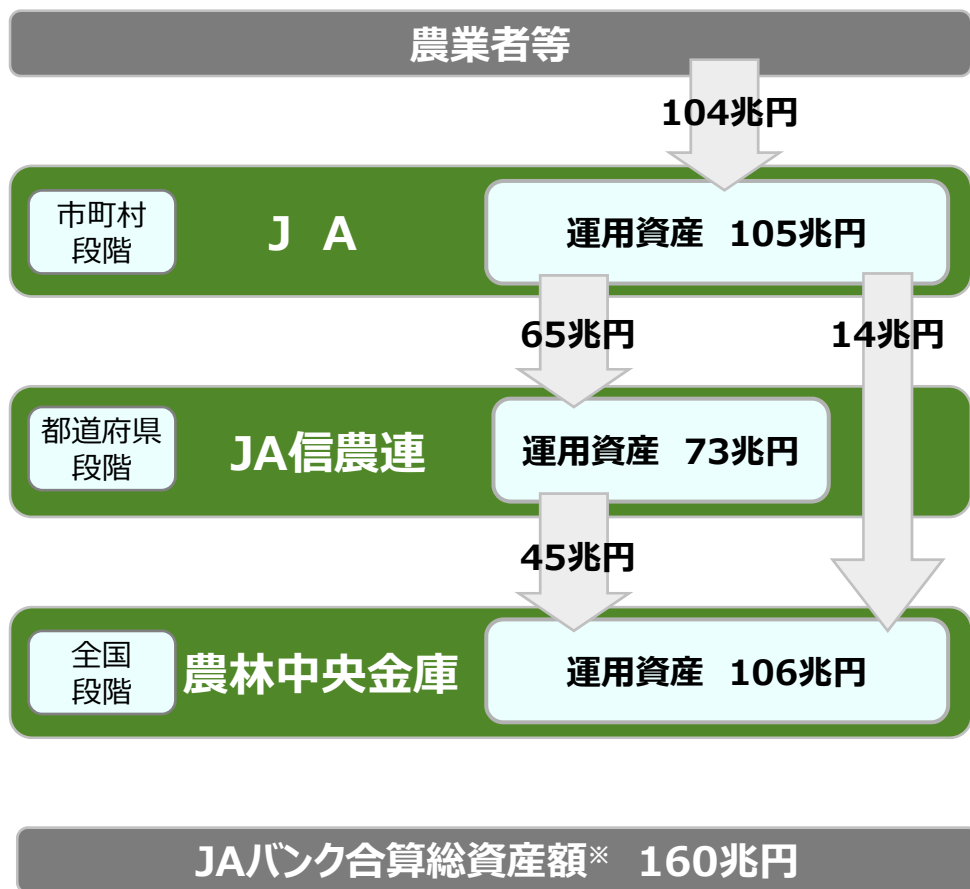 農業者等
104兆円
市町村
段階
J A
運用資産 105兆円
65兆円
14兆円
都道府県
段階
JA信農連
運用資産 73兆円
45兆円
全国
段階
農林中央金庫
運用資産 106兆円
JAバンク合算総資産額※ 160兆円